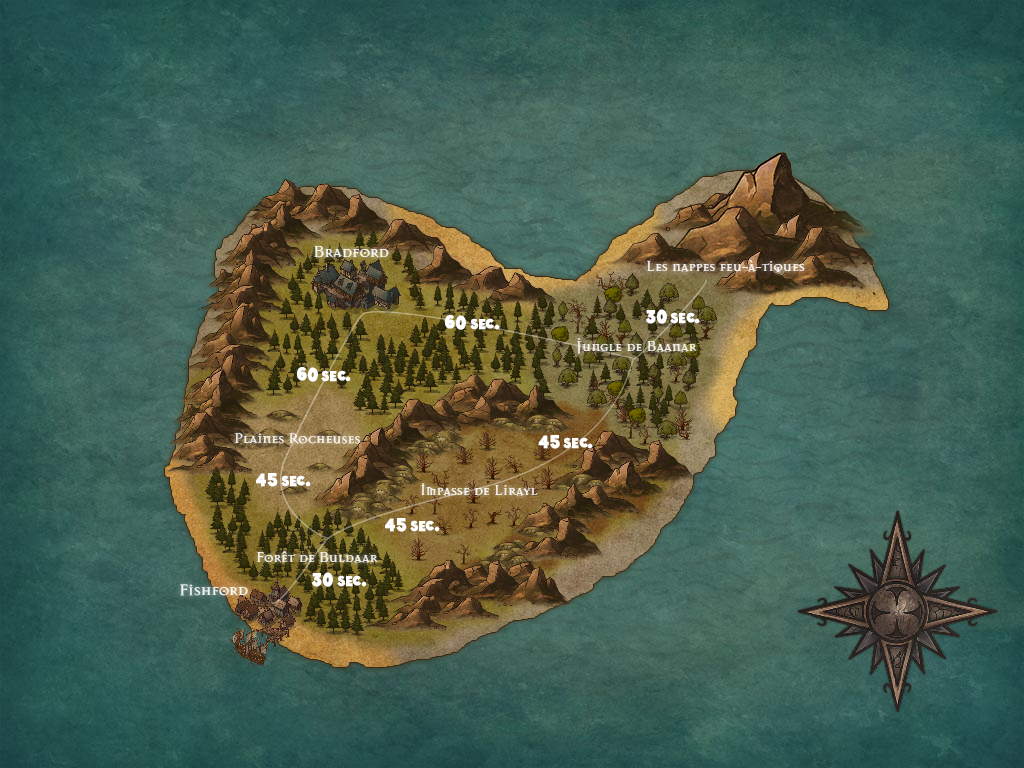 Bradford
Les nappes feu-à-tiques
30 sec.
60 sec.
Jungle de Baanar
60 sec.
Plaines Rocheuses
45 sec.
45 sec.
Impasse de Lirayl
45 sec.
Forêt de Buldaar
30 sec.
Fishford